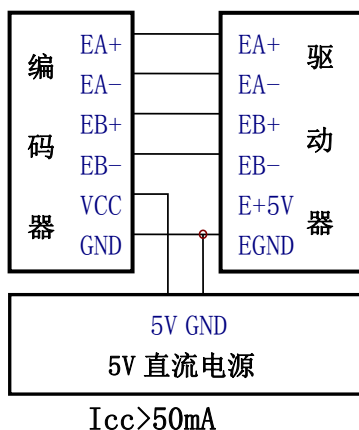 编码器
EA+
EA-
EB+
EB-
VCC
GND
EA+
EA-
EB+
EB-
E+5V
EGND
驱动器
5V GND
5V 直流电源
Icc>50mA